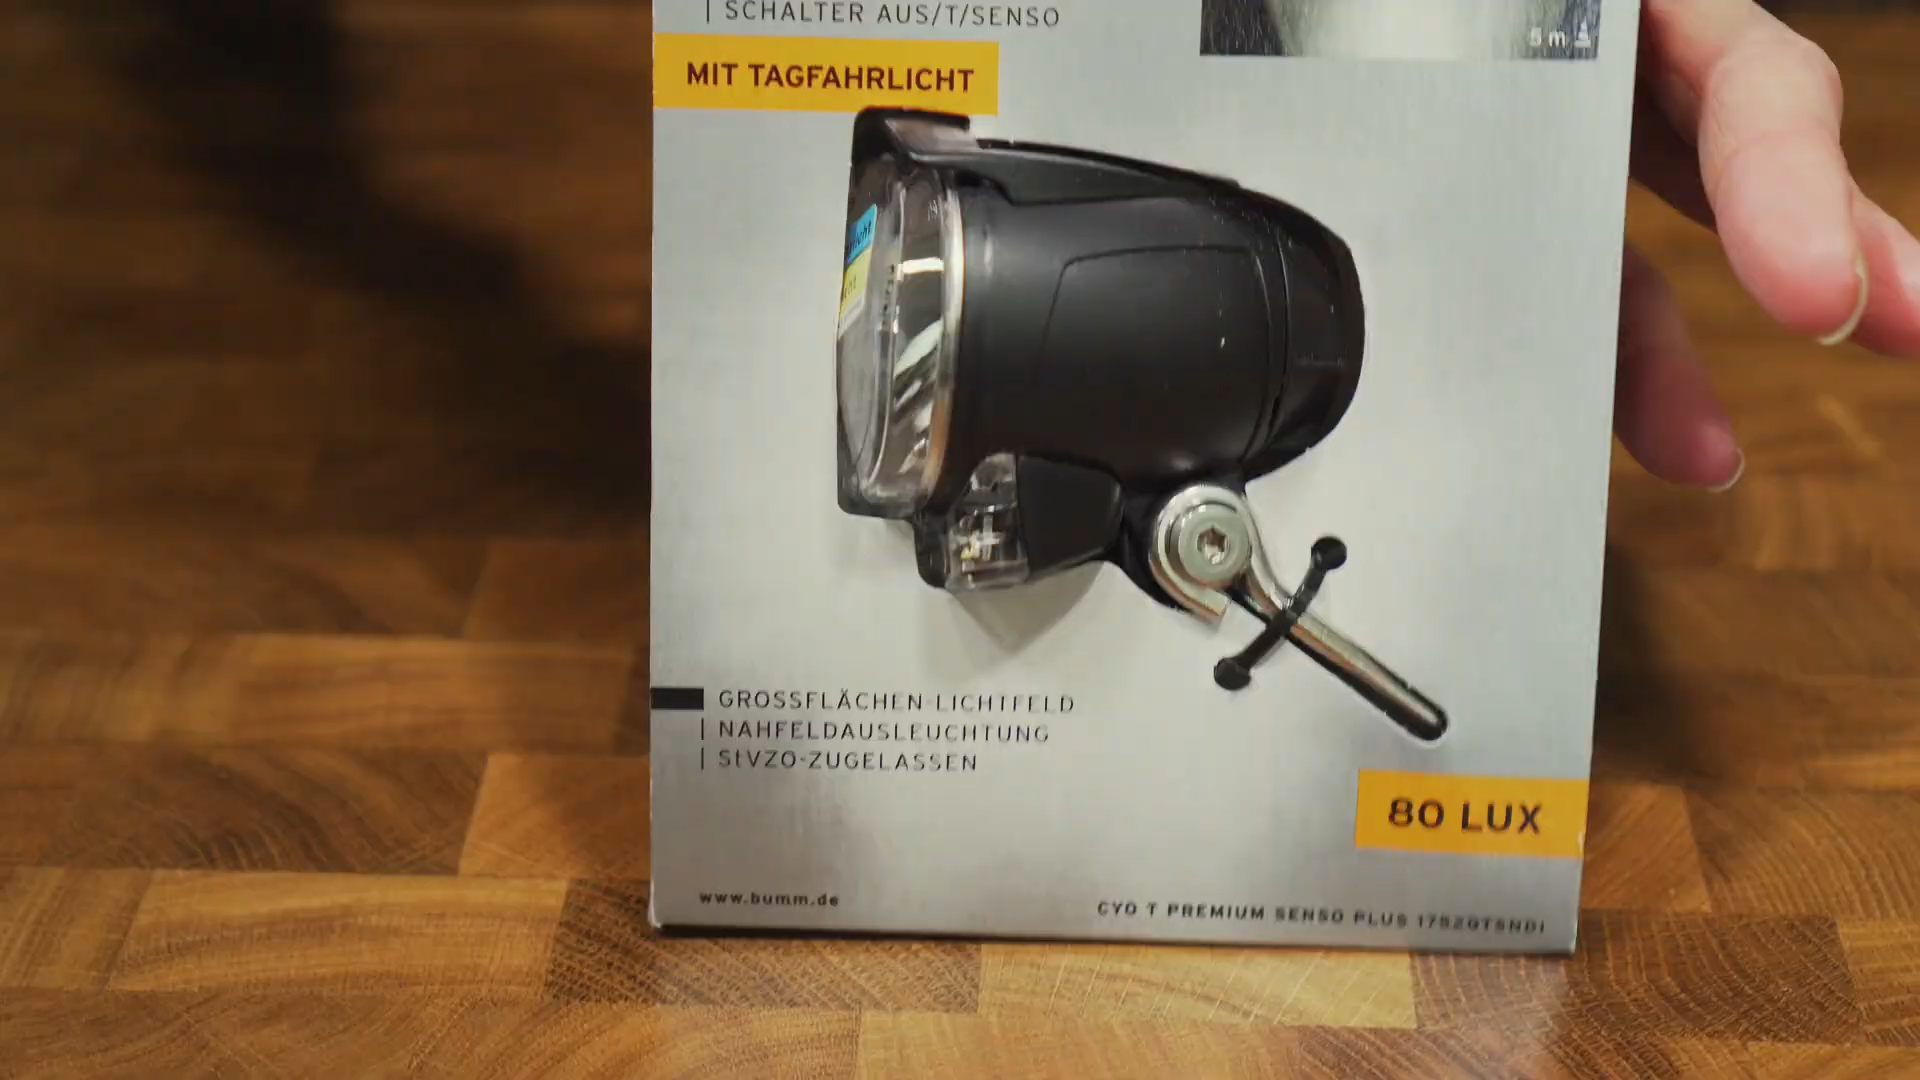 | SCHALTER AUS/T/SENSO
5 m
MIT TAGFAHRLICHT
GROSSFLÄCHEN-LICHTFELD
| NAHFELDAUSLEUCHTUNG
| StVZO-ZUGELASSEN
80 LUX
www.bumm.de
CYO T PREMIUM SENSO PLUS 175QTSNDI